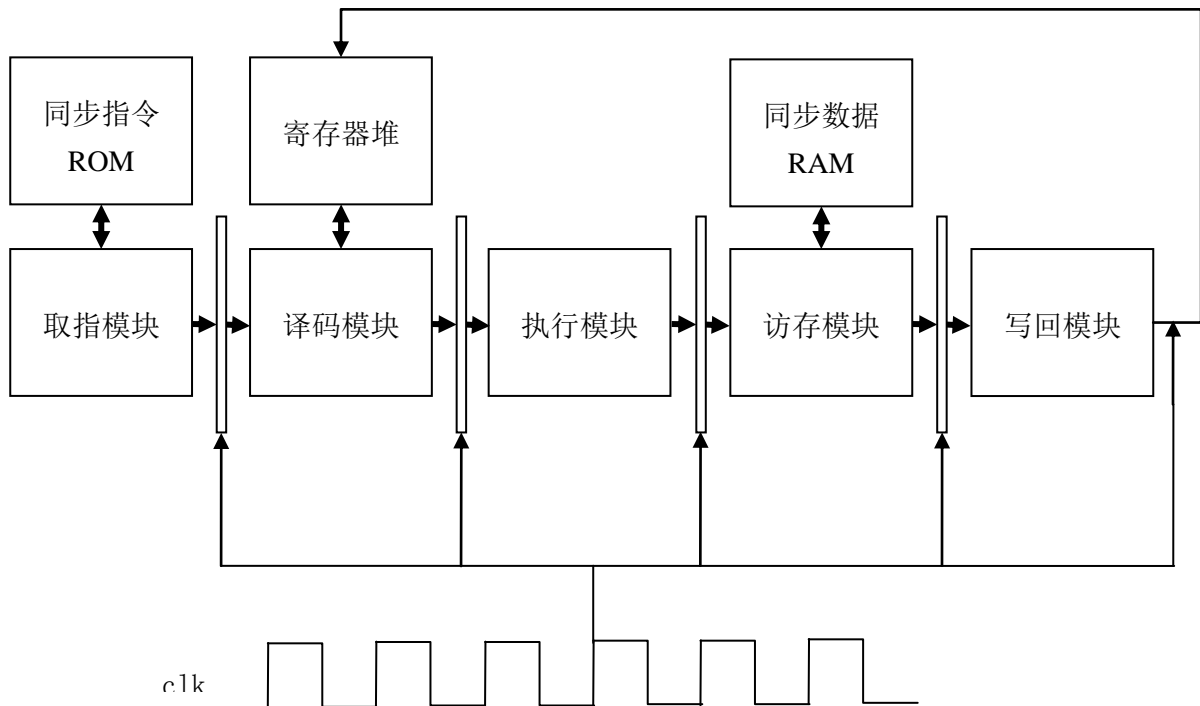 同步指令
ROM
寄存器堆
同步数据
RAM
取指模块
译码模块
执行模块
访存模块
写回模块
clk